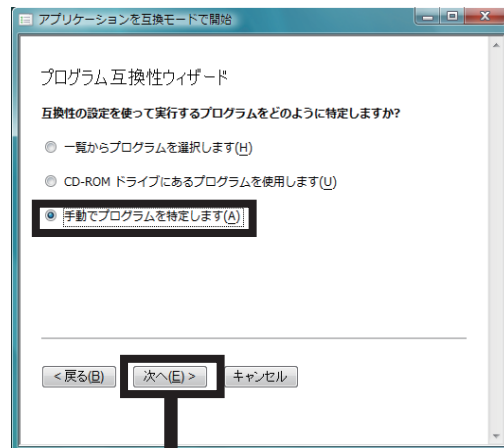 アプリケーションを互換モードで開始
プログラム互換性ウィザード
互換性の設定を使って実行するプログラムをどのように特定しますか?
一覧からプログラムを選択します(H)
CD-ROM ドライブにあるプログラムを使用します(U)
手動でプログラムを特定します(A)
< 戻る(B) 次へ(E) > キャンセル